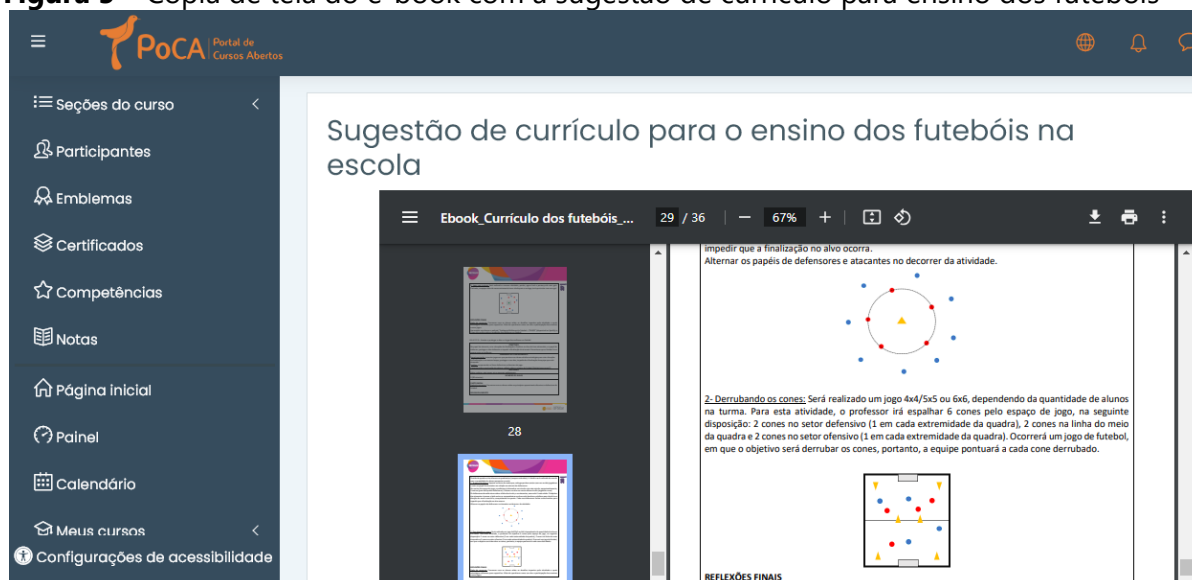 Figura 5 – Cópia de tela do e-book com a sugestão de currículo para ensino dos futebóis
PoCA Portal de Cursos Abertos
Seções do curso
Participantes
Emblemas
Certificados
Competências
Notas
Página inicial
Painel
Calendário
Meus cursos
Configurações de acessibilidade
Sugestão de currículo para o ensino dos futebóis na
escola
Ebook_Currículo dos futebóis_... 29 / 36 67%
28
impedir que a finalização no alvo ocorra.
Alternar os papéis de defensores e atacantes no decorrer da atividade.
2- Derrubando os cones: Será realizado um jogo 4x4/5x5 ou 6x6, dependendo da quantidade de alunos
na turma. Para esta atividade, o professor irá espalhar 6 cones pelo espaço de jogo, na seguinte
disposição: 2 cones no setor defensivo (1 em cada extremidade da quadra), 2 cones na linha do meio
da quadra e 2 cones no setor ofensivo (1 em cada extremidade da quadra). Ocorrerá um jogo de futebol,
em que o objetivo será derrubar os cones, portanto, a equipe pontuará a cada cone derrubado.
REFLEXÕES FINAIS